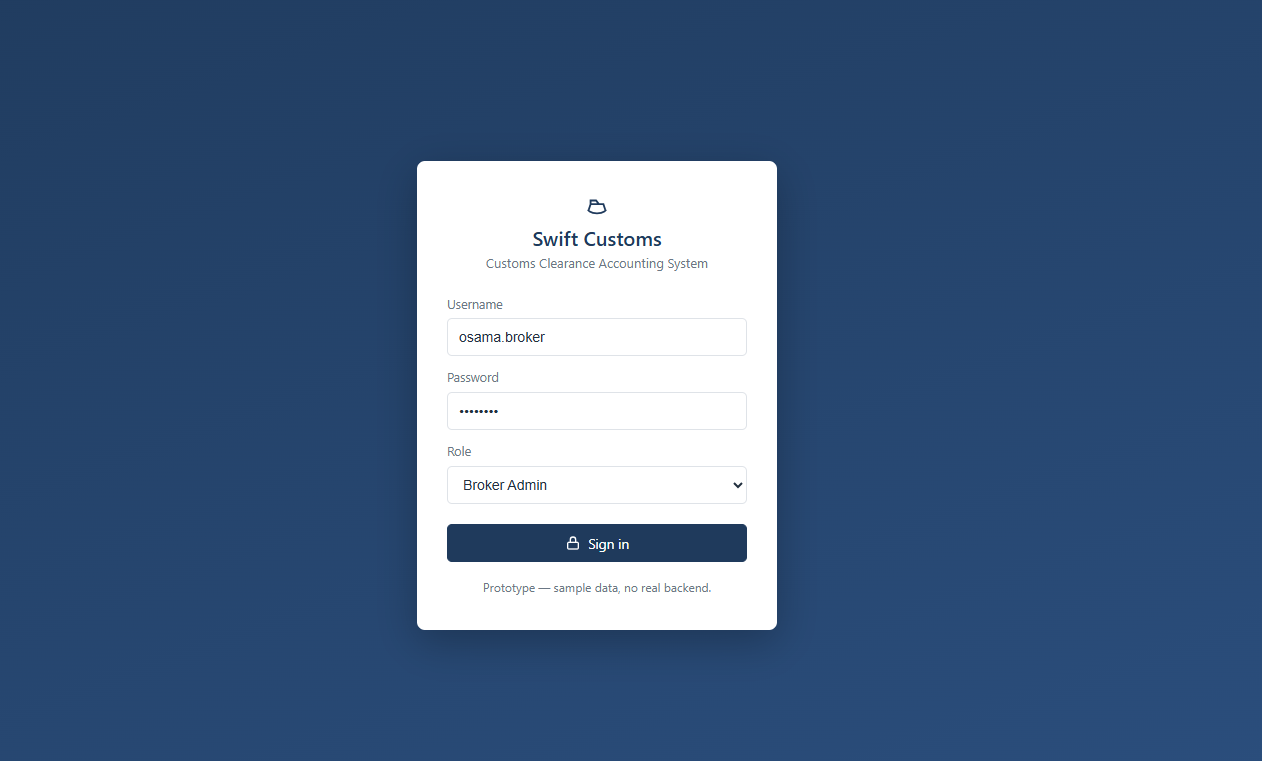 Swift Customs
Customs Clearance Accounting System
Username
osama.broker
Password
••••••••
Role
Broker Admin
Sign in
Prototype — sample data, no real backend.